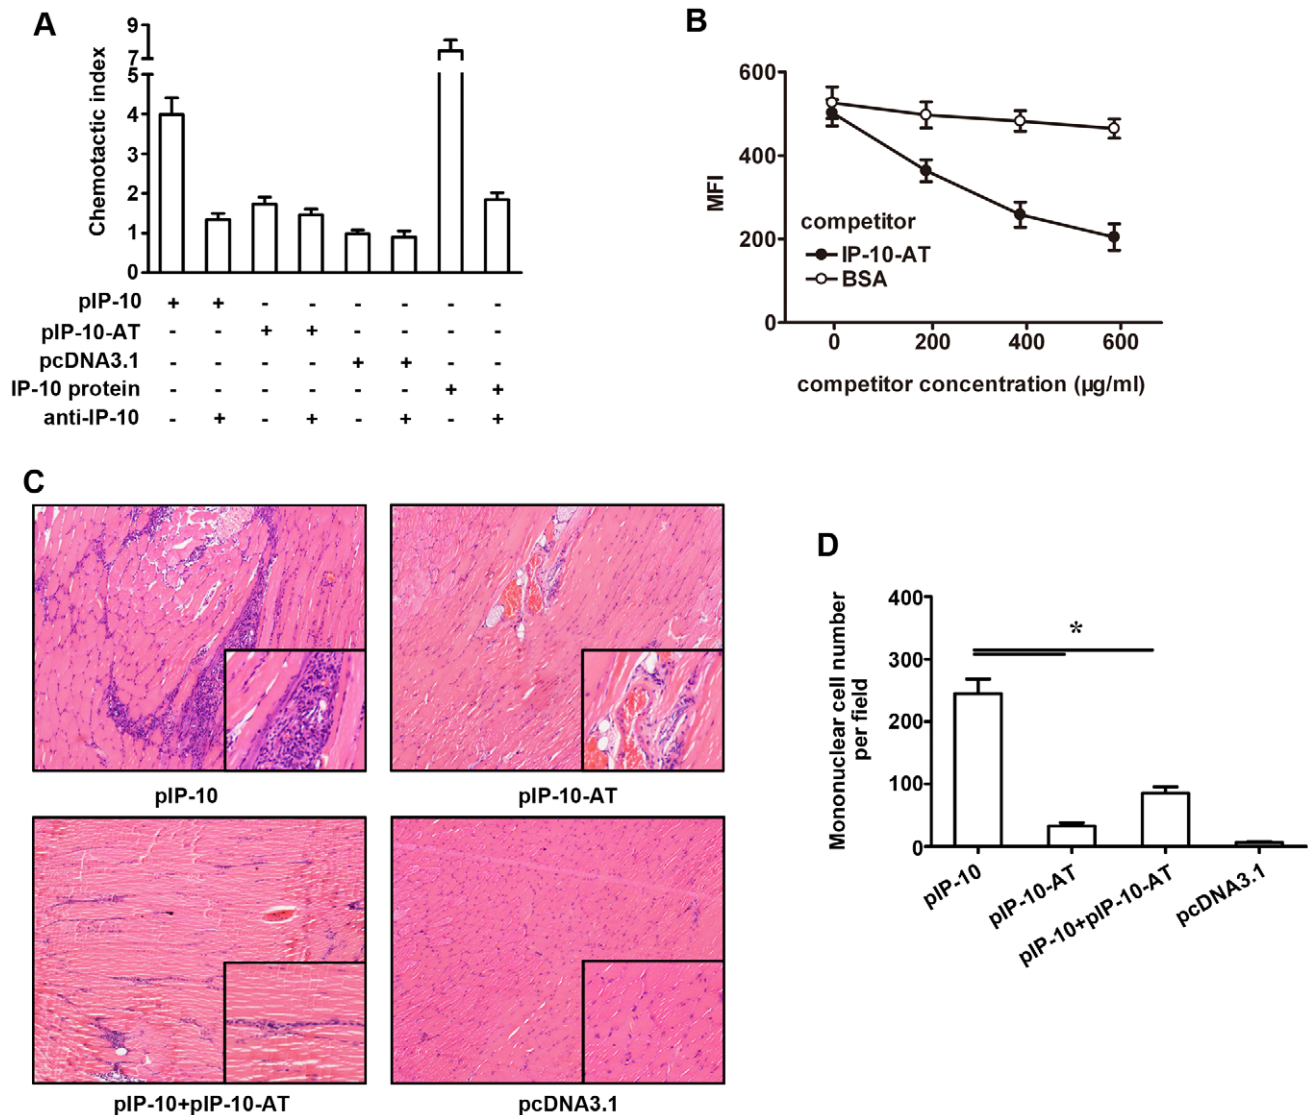 A
Chemotactic index
9
7
5
4
3
2
1
0
pIP-10 + + - - - - - -
pIP-10-AT - - + + - - - -
pcDNA3.1 - - - - + + - -
IP-10 protein - - - - - - + +
anti-IP-10 - + - + - + - +
B
MFI
600
400
200
0
competitor
IP-10-AT
BSA
0 200 400 600
competitor concentration (µg/ml)
C
pIP-10
pIP-10-AT
pIP-10+pIP-10-AT
pcDNA3.1
D
Mononuclear cell number
per field
400
300
200
100
0
*
pIP-10
pIP-10-AT
pIP-10+pIP-10-AT
pcDNA3.1